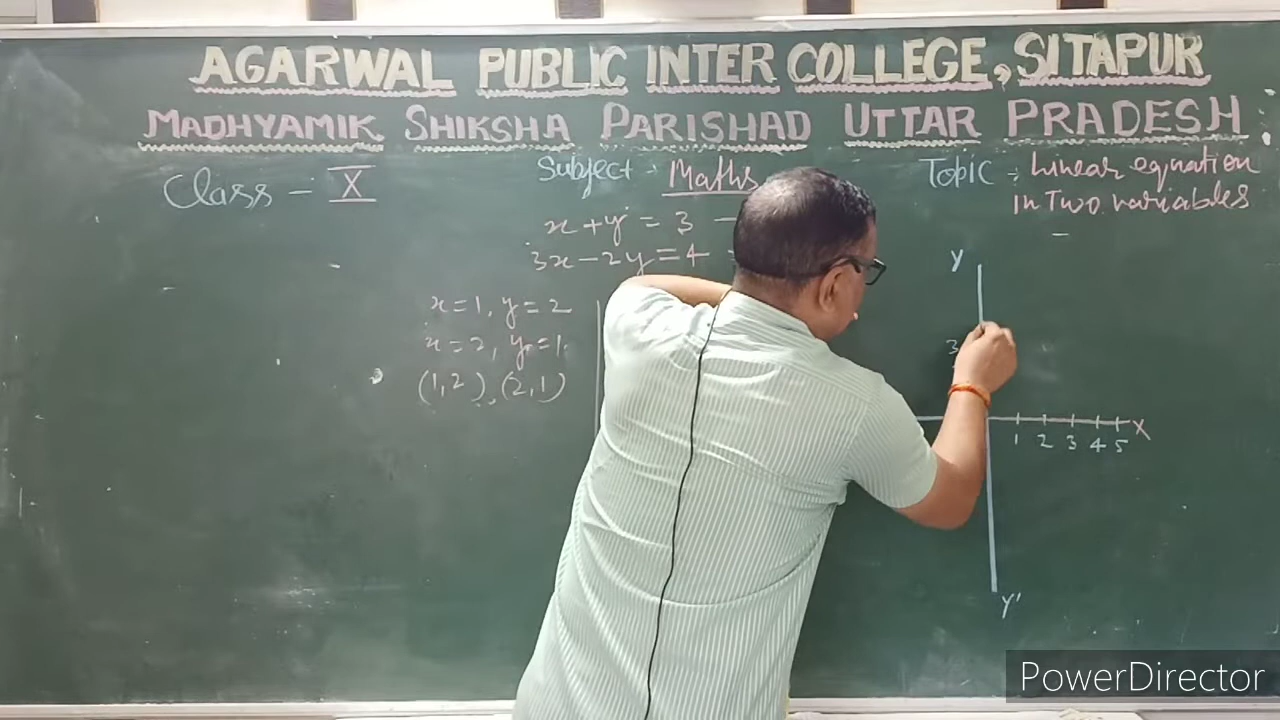 AGARWAL PUBLIC INTER COLLEGE, SITAPUR
MADHYAMIK SHIKSHA PARISHAD UTTAR PRADESH
Class - X
Subject : Maths
Topic : Linear equation
in Two variables
x + y = 3 -
3x - 2y = 4 -
x = 1, y = 2
x = 2, y = 1
(1, 2), (2, 1)
Y
3
X
1 2 3 4 5
Y'
PowerDirector